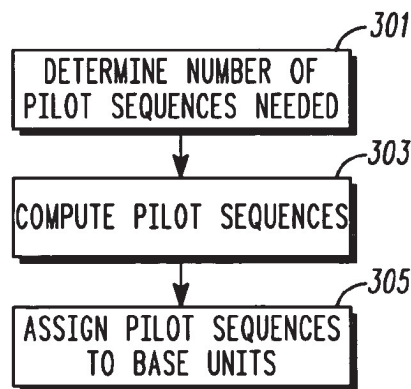 301
DETERMINE NUMBER OF
PILOT SEQUENCES NEEDED
303
COMPUTE PILOT SEQUENCES
305
ASSIGN PILOT SEQUENCES
TO BASE UNITS